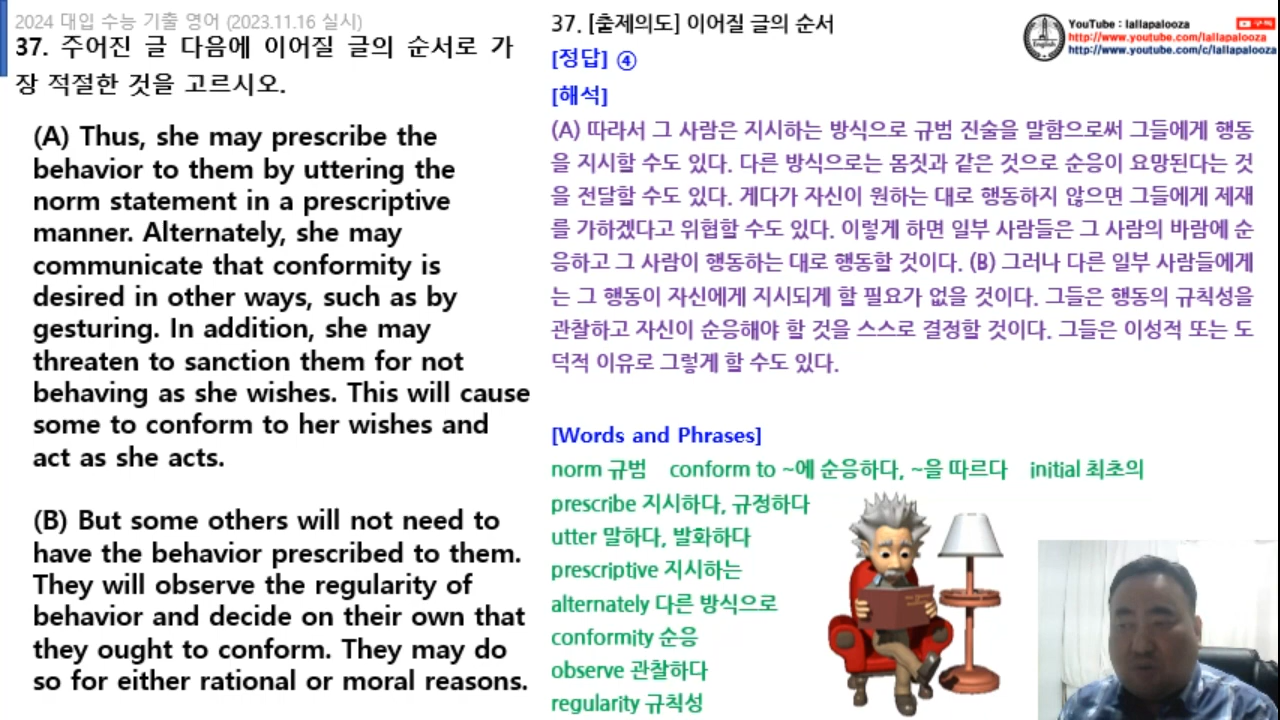 2024 대입 수능 기출 영어 (2023.11.16 실시)
37. 주어진 글 다음에 이어질 글의 순서로 가
장 적절한 것을 고르시오.
(A) Thus, she may prescribe the
behavior to them by uttering the
norm statement in a prescriptive
manner. Alternately, she may
communicate that conformity is
desired in other ways, such as by
gesturing. In addition, she may
threaten to sanction them for not
behaving as she wishes. This will cause
some to conform to her wishes and
act as she acts.
(B) But some others will not need to
have the behavior prescribed to them.
They will observe the regularity of
behavior and decide on their own that
they ought to conform. They may do
so for either rational or moral reasons.
37. [출제의도] 이어질 글의 순서
[정답] ④
[해석]
(A) 따라서 그 사람은 지시하는 방식으로 규범 진술을 말함으로써 그들에게 행동
을 지시할 수도 있다. 다른 방식으로는 몸짓과 같은 것으로 순응이 요망된다는 것
을 전달할 수도 있다. 게다가 자신이 원하는 대로 행동하지 않으면 그들에게 제재
를 가하겠다고 위협할 수도 있다. 이렇게 하면 일부 사람들은 그 사람의 바람에 순
응하고 그 사람이 행동하는 대로 행동할 것이다. (B) 그러나 다른 일부 사람들에게
는 그 행동이 자신에게 지시되게 할 필요가 없을 것이다. 그들은 행동의 규칙성을
관찰하고 자신이 순응해야 할 것을 스스로 결정할 것이다. 그들은 이성적 또는 도
덕적 이유로 그렇게 할 수도 있다.
[Words and Phrases]
norm 규범 conform to ~에 순응하다, ~을 따르다 initial 최초의
prescribe 지시하다, 규정하다
utter 말하다, 발화하다
prescriptive 지시하는
alternately 다른 방식으로
conformity 순응
observe 관찰하다
regularity 규칙성
YouTube : lallapalooza
구독
http://www.youtube.com/lallapalooza
http://www.youtube.com/c/lallapalooza
English